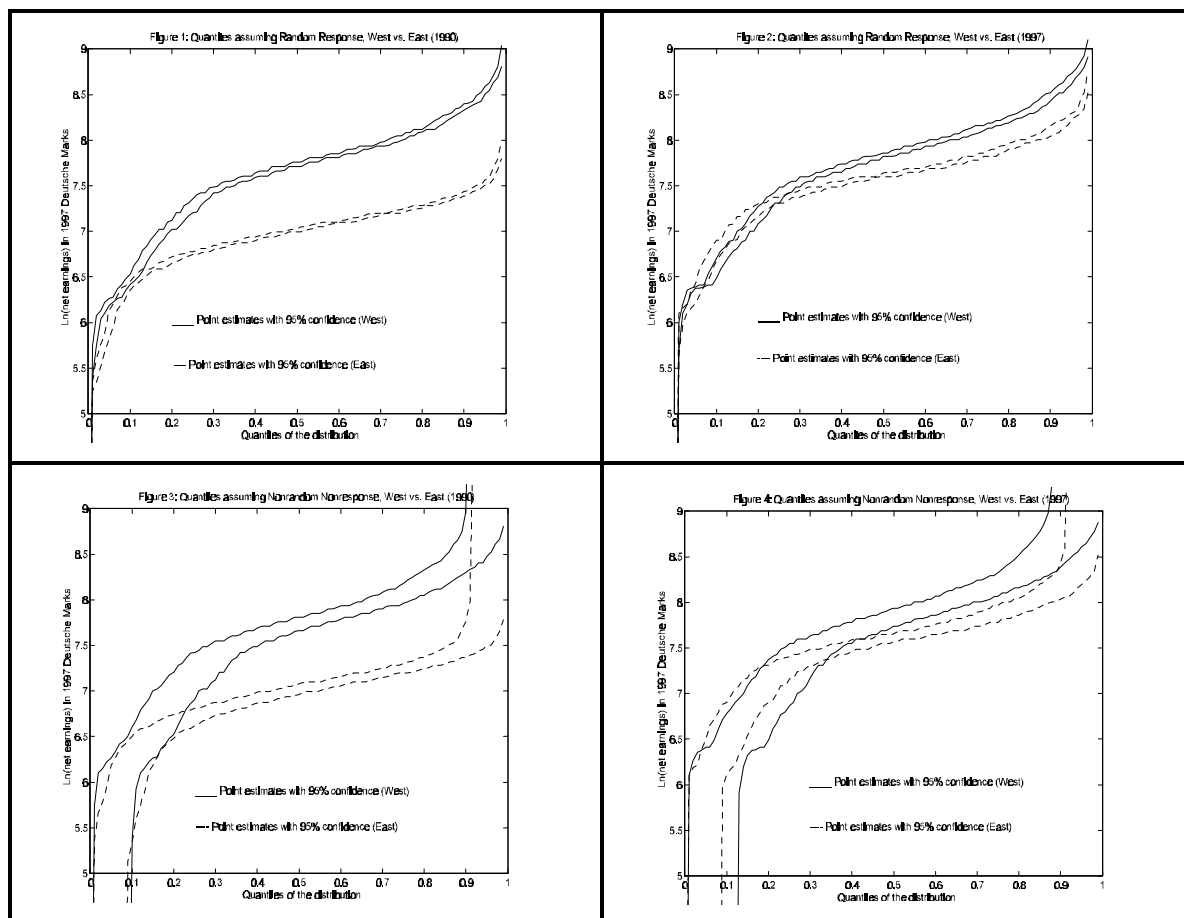 Figure 1: Quantiles assuming Random Response, West vs. East (1990)
9
8.5
8
7.5
7
6.5
6
5.5
5
Ln(net earnings) in 1997 Deutsche Marks
Point estimates with 95% confidence (West)
Point estimates with 95% confidence (East)
0 0.1 0.2 0.3 0.4 0.5 0.6 0.7 0.8 0.9 1
Quantiles of the distribution
Figure 2: Quantiles assuming Random Response, West vs. East (1997)
9
8.5
8
7.5
7
6.5
6
5.5
5
Ln(net earnings) in 1997 Deutsche Marks
Point estimates with 95% confidence (West)
Point estimates with 95% confidence (East)
0 0.1 0.2 0.3 0.4 0.5 0.6 0.7 0.8 0.9 1
Quantiles of the distribution
Figure 3: Quantiles assuming Nonrandom Nonresponse, West vs. East (1990)
9
8.5
8
7.5
7
6.5
6
5.5
5
Ln(net earnings) in 1997 Deutsche Marks
Point estimates with 95% confidence (West)
Point estimates with 95% confidence (East)
0 0.1 0.2 0.3 0.4 0.5 0.6 0.7 0.8 0.9 1
Quantiles of the distribution
Figure 4: Quantiles assuming Nonrandom Nonresponse, West vs. East (1997)
9
8.5
8
7.5
7
6.5
6
5.5
5
Ln(net earnings) in 1997 Deutsche Marks
Point estimates with 95% confidence (West)
Point estimates with 95% confidence (East)
0 0.1 0.2 0.3 0.4 0.5 0.6 0.7 0.8 0.9 1
Quantiles of the distribution